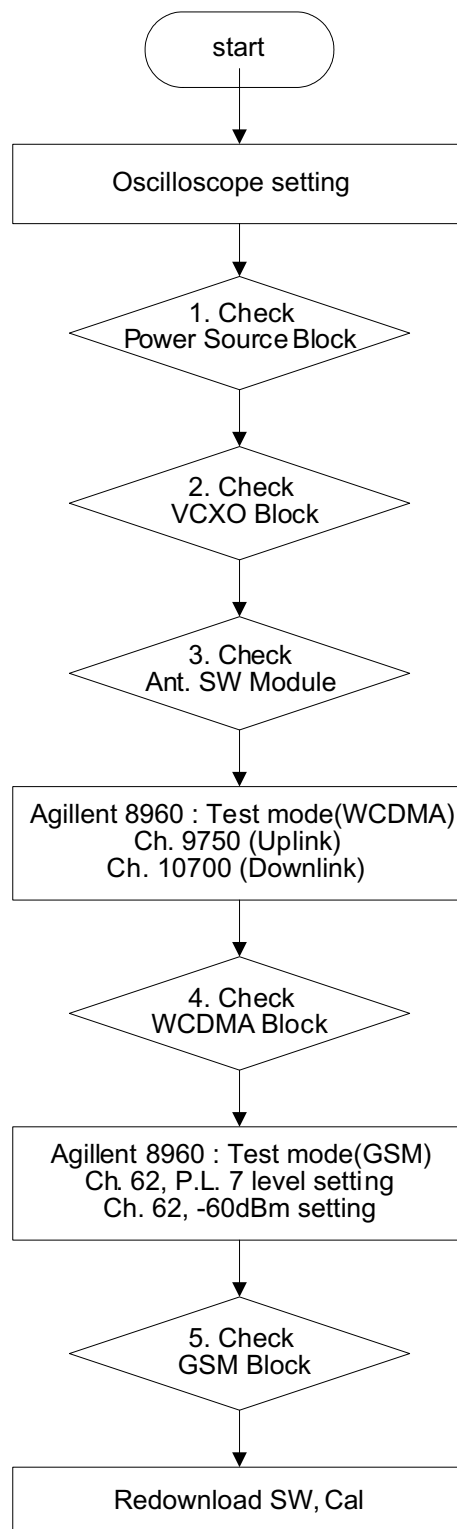 start
Oscilloscope setting
1. Check
Power Source Block
2. Check
VCXO Block
3. Check
Ant. SW Module
Agillent 8960 : Test mode(WCDMA)
Ch. 9750 (Uplink)
Ch. 10700 (Downlink)
4. Check
WCDMA Block
Agillent 8960 : Test mode(GSM)
Ch. 62, P.L. 7 level setting
Ch. 62, -60dBm setting
5. Check
GSM Block
Redownload SW, Cal